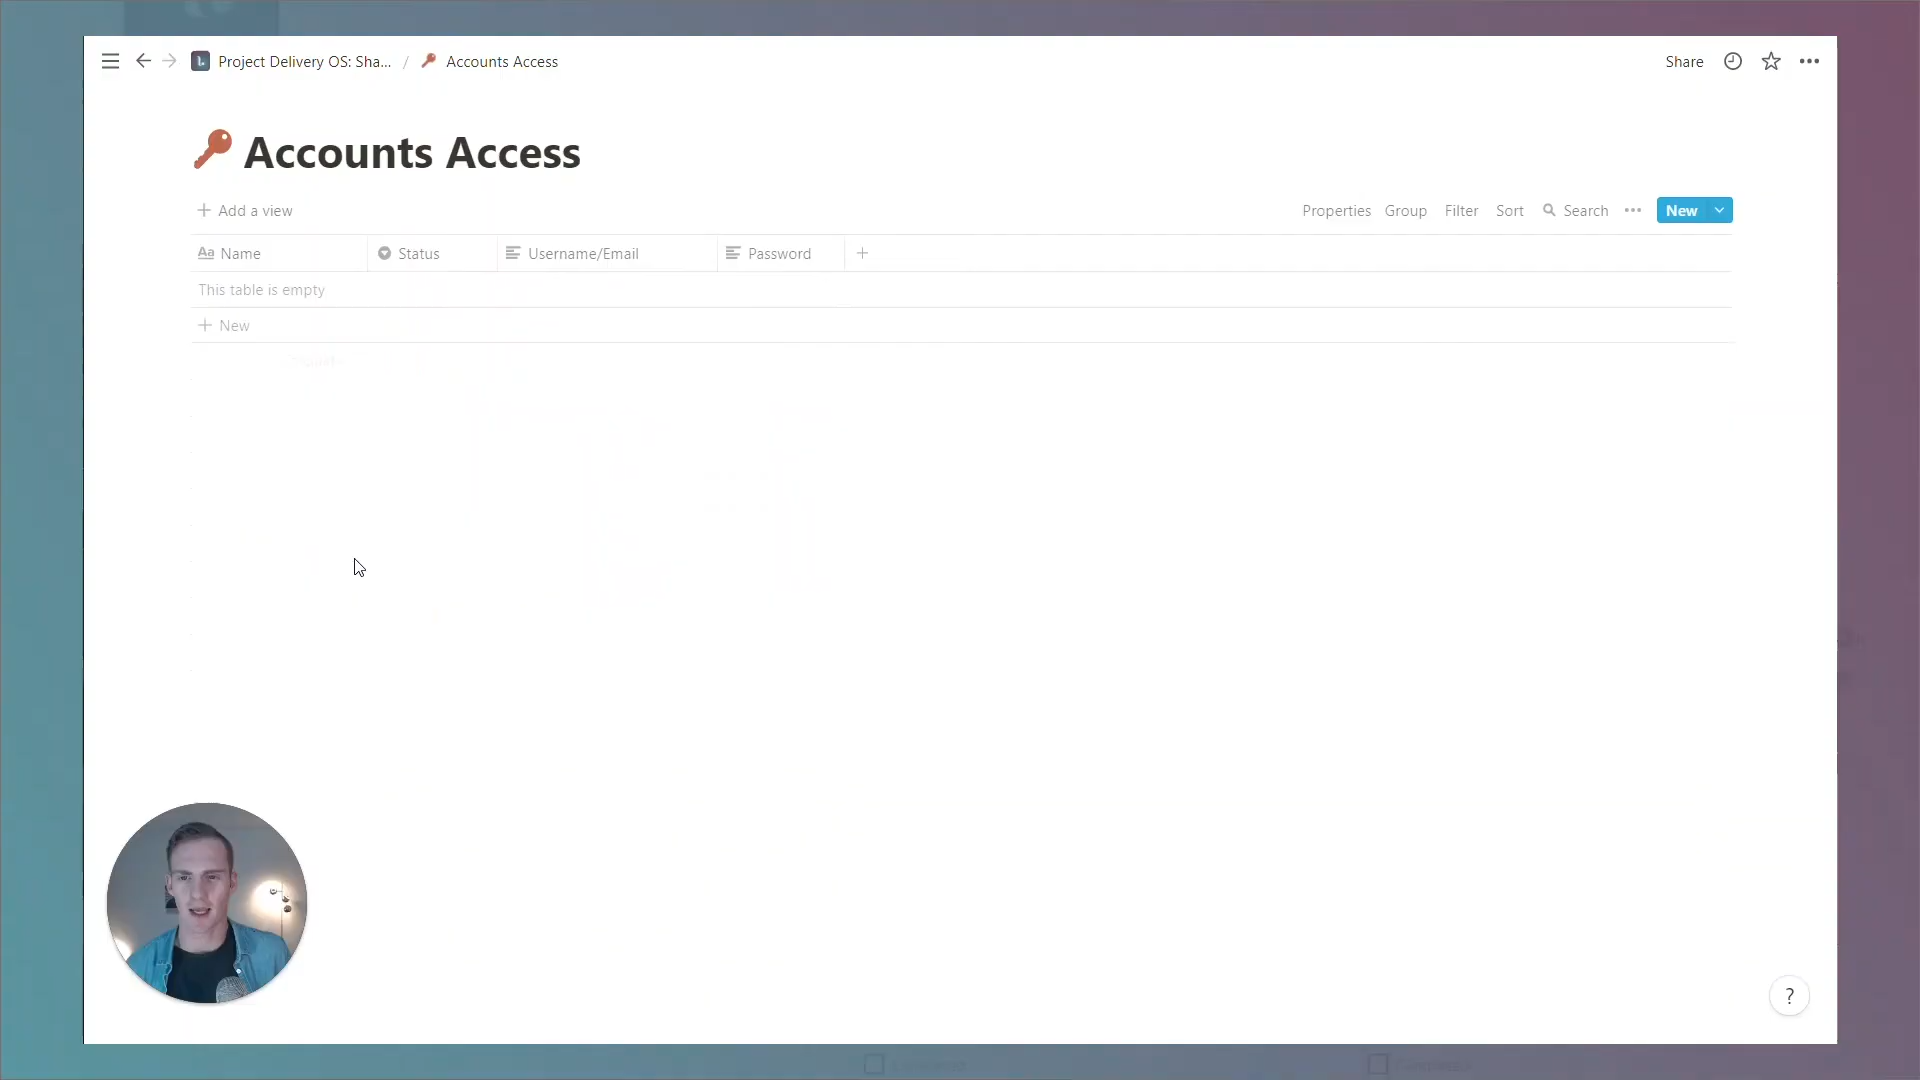 Project Delivery OS: Sha... / Accounts Access
Share
Accounts Access
Add a view
Properties Group Filter Sort Search New
Aa Name Status Username/Email Password
This table is empty
New
?